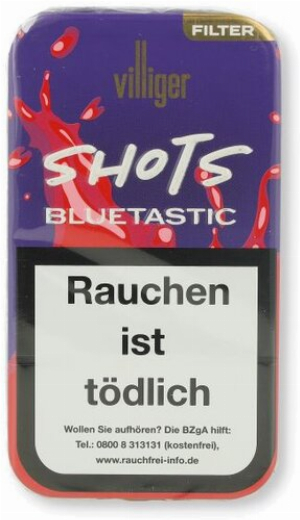 FILTER
villiger
SHOTS
BLUETASTIC
Rauchen
ist
tödlich
Wollen Sie aufhören? Die BZgA hilft:
Tel.: 0800 8 313131 (kostenfrei),
www.rauchfrei-info.de